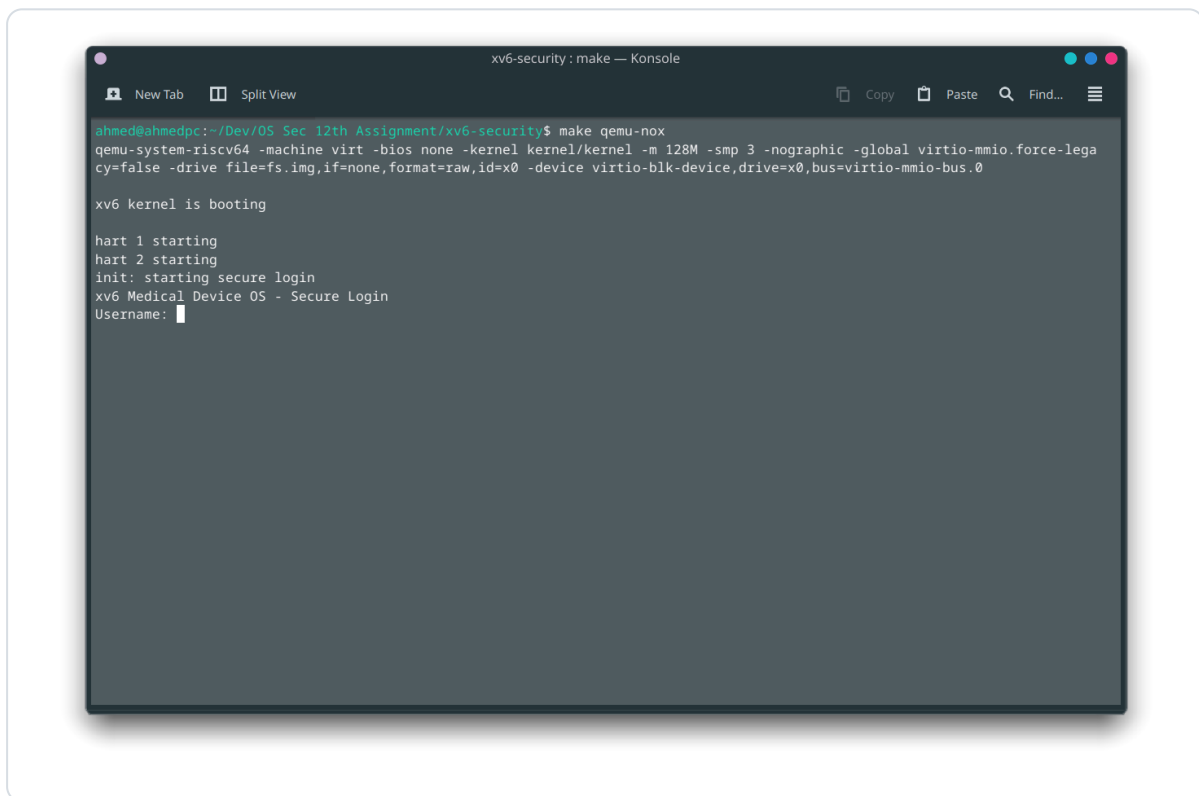 xv6-security : make — Konsole
New Tab Split View Copy Paste Find...
ahmed@ahmedpc:~/Dev/OS Sec 12th Assignment/xv6-security$ make qemu-nox
qemu-system-riscv64 -machine virt -bios none -kernel kernel/kernel -m 128M -smp 3 -nographic -global virtio-mmio.force-lega
cy=false -drive file=fs.img,if=none,format=raw,id=x0 -device virtio-blk-device,drive=x0,bus=virtio-mmio-bus.0
xv6 kernel is booting
hart 1 starting
hart 2 starting
init: starting secure login
xv6 Medical Device OS - Secure Login
Username: